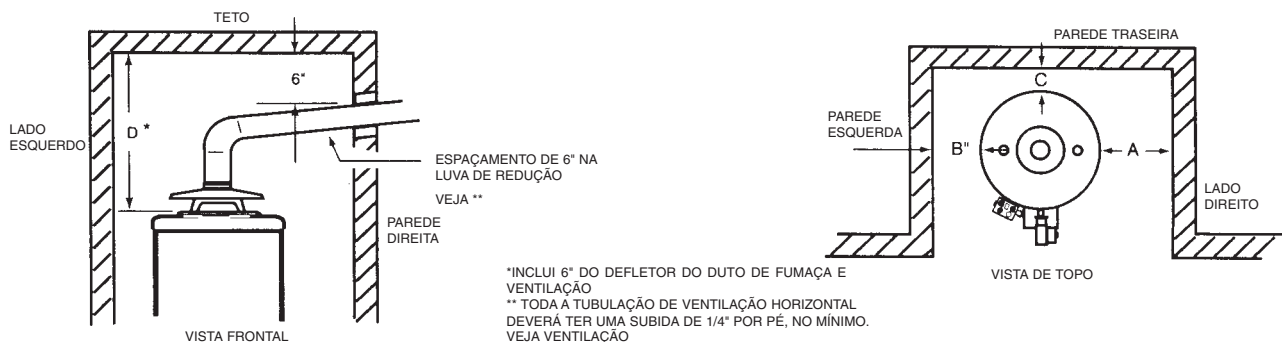 TETO
6"
D *
LADO
ESQUERDO
ESPAÇAMENTO DE 6" NA
LUVA DE REDUÇÃO
VEJA **
PAREDE
DIREITA
VISTA FRONTAL
*INCLUI 6" DO DEFLETOR DO DUTO DE FUMAÇA E
VENTILAÇÃO
** TODA A TUBULAÇÃO DE VENTILAÇÃO HORIZONTAL
DEVERÁ TER UMA SUBIDA DE 1/4" POR PÉ, NO MÍNIMO.
VEJA VENTILAÇÃO
PAREDE TRASEIRA
C
PAREDE
ESQUERDA
B"
A
LADO
DIREITO
VISTA DE TOPO